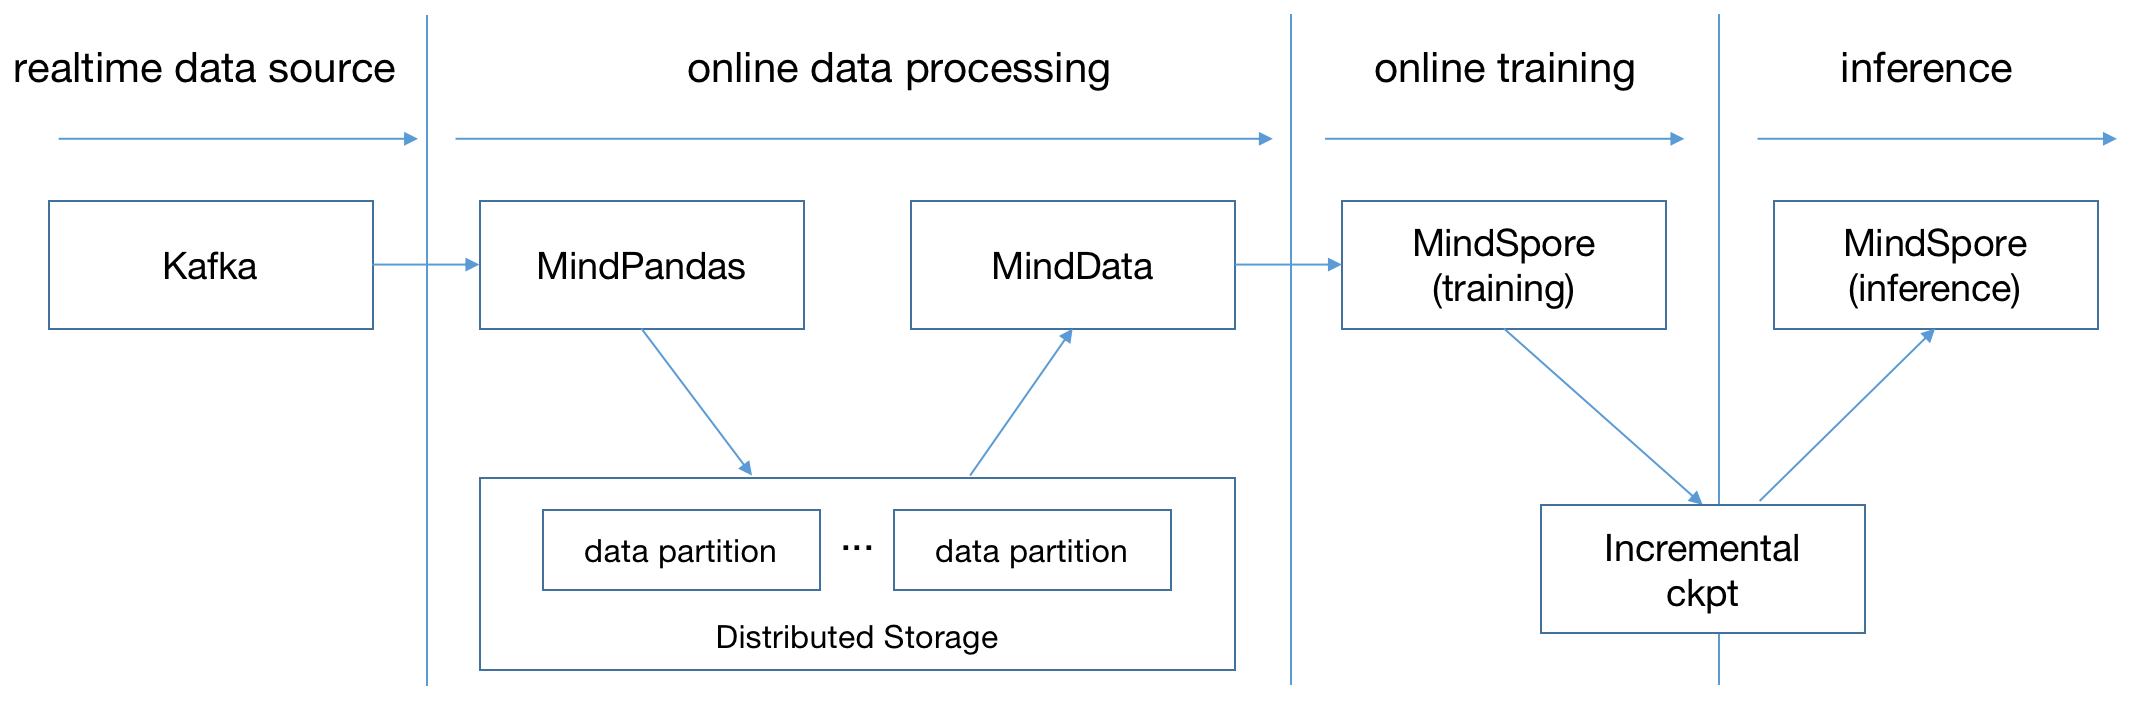 realtime data source
online data processing
online training
inference
Kafka
MindPandas
MindData
MindSpore
(training)
MindSpore
(inference)
data partition
...
data partition
Distributed Storage
Incremental
ckpt